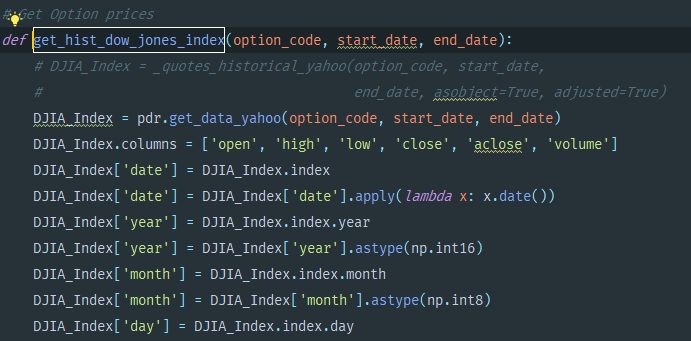 # Get Option prices
def get_hist_dow_jones_index(option_code, start_date, end_date):
# DJIA_Index = _quotes_historical_yahoo(option_code, start_date,
# end_date, asobject=True, adjusted=True)
DJIA_Index = pdr.get_data_yahoo(option_code, start_date, end_date)
DJIA_Index.columns = ['open', 'high', 'low', 'close', 'aclose', 'volume']
DJIA_Index['date'] = DJIA_Index.index
DJIA_Index['date'] = DJIA_Index['date'].apply(lambda x: x.date())
DJIA_Index['year'] = DJIA_Index.index.year
DJIA_Index['year'] = DJIA_Index['year'].astype(np.int16)
DJIA_Index['month'] = DJIA_Index.index.month
DJIA_Index['month'] = DJIA_Index['month'].astype(np.int8)
DJIA_Index['day'] = DJIA_Index.index.day